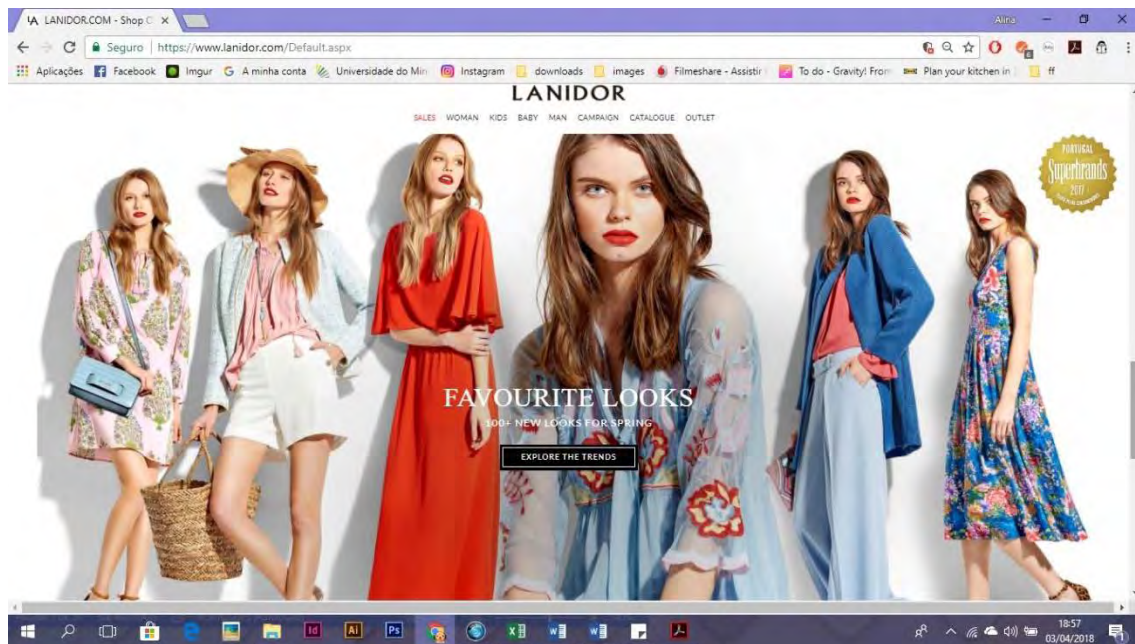 LANIDOR.COM - Shop
Alina
Seguro | https://www.lanidor.com/Default.aspx
Aplicações Facebook Imgur A minha conta Universidade do Min Instagram downloads images Filmeshare - Assistir To do - Gravity! From Plan your kitchen in ff
LANIDOR
SALES WOMAN KIDS BABY MAN CAMPAIGN CATALOGUE OUTLET
PORTUGAL
Superbrands
2017
FAVOURITE LOOKS
100+ NEW LOOKS FOR SPRING
EXPLORE THE TRENDS
Id Ai Ps
18:57
03/04/2018